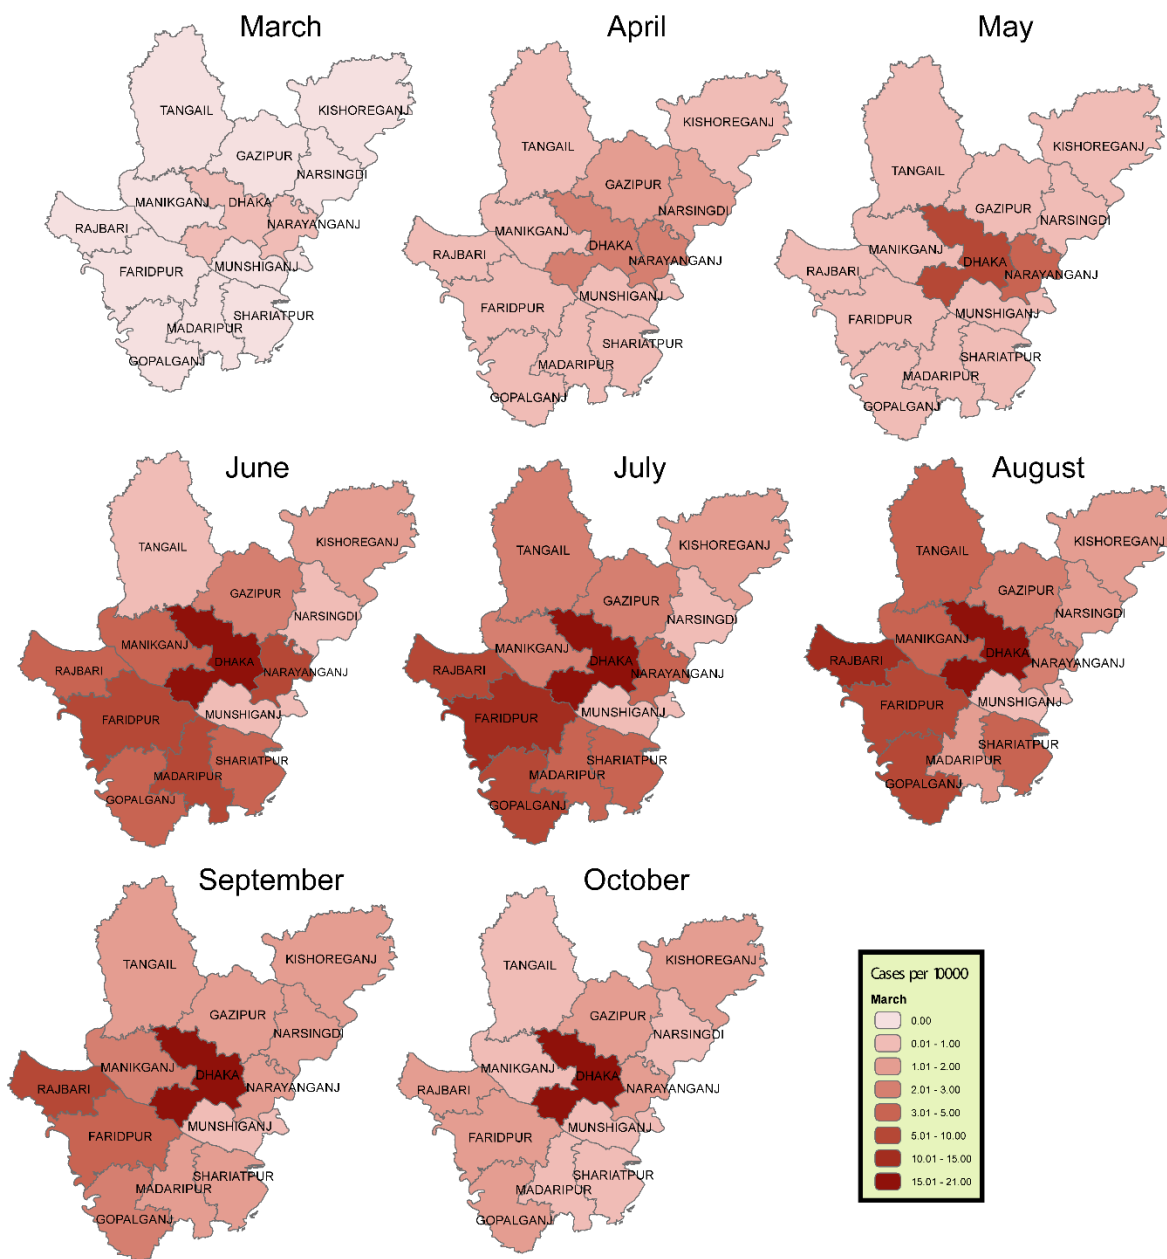 March
TANGAIL
KISHOREGANJ
GAZIPUR
NARSINGDI
MANIKGANJ
DHAKA
RAJBARI
NARAYANGANJ
FARIDPUR
MUNSHIGANJ
SHARIATPUR
MADARIPUR
GOPALGANJ
April
KISHOREGANJ
TANGAIL
GAZIPUR
NARSINGDI
MANIKGANJ
DHAKA
RAJBARI
NARAYANGANJ
MUNSHIGANJ
FARIDPUR
SHARIATPUR
MADARIPUR
GOPALGANJ
May
KISHOREGANJ
TANGAIL
GAZIPUR
NARSINGDI
MANIKGANJ
DHAKA
RAJBARI
NARAYANGANJ
MUNSHIGANJ
FARIDPUR
SHARIATPUR
MADARIPUR
GOPALGANJ
June
KISHOREGANJ
TANGAIL
GAZIPUR
NARSINGDI
MANIKGANJ
DHAKA
RAJBARI
NARAYANGANJ
MUNSHIGANJ
FARIDPUR
SHARIATPUR
MADARIPUR
GOPALGANJ
July
KISHOREGANJ
TANGAIL
GAZIPUR
NARSINGDI
MANIKGANJ
DHAKA
RAJBARI
NARAYANGANJ
MUNSHIGANJ
FARIDPUR
SHARIATPUR
MADARIPUR
GOPALGANJ
August
KISHOREGANJ
TANGAIL
GAZIPUR
NARSINGDI
MANIKGANJ
DHAKA
RAJBARI
NARAYANGANJ
MUNSHIGANJ
FARIDPUR
SHARIATPUR
MADARIPUR
GOPALGANJ
September
KISHOREGANJ
TANGAIL
GAZIPUR
NARSINGDI
MANIKGANJ
DHAKA
RAJBARI
NARAYANGANJ
MUNSHIGANJ
FARIDPUR
SHARIATPUR
MADARIPUR
GOPALGANJ
October
KISHOREGANJ
TANGAIL
GAZIPUR
NARSINGDI
MANIKGANJ
DHAKA
RAJBARI
NARAYANGANJ
MUNSHIGANJ
FARIDPUR
SHARIATPUR
MADARIPUR
GOPALGANJ
Cases per 10000
March
0.00
0.01 - 1.00
1.01 - 2.00
2.01 - 3.00
3.01 - 5.00
5.01 - 10.00
10.01 - 15.00
15.01 - 21.00